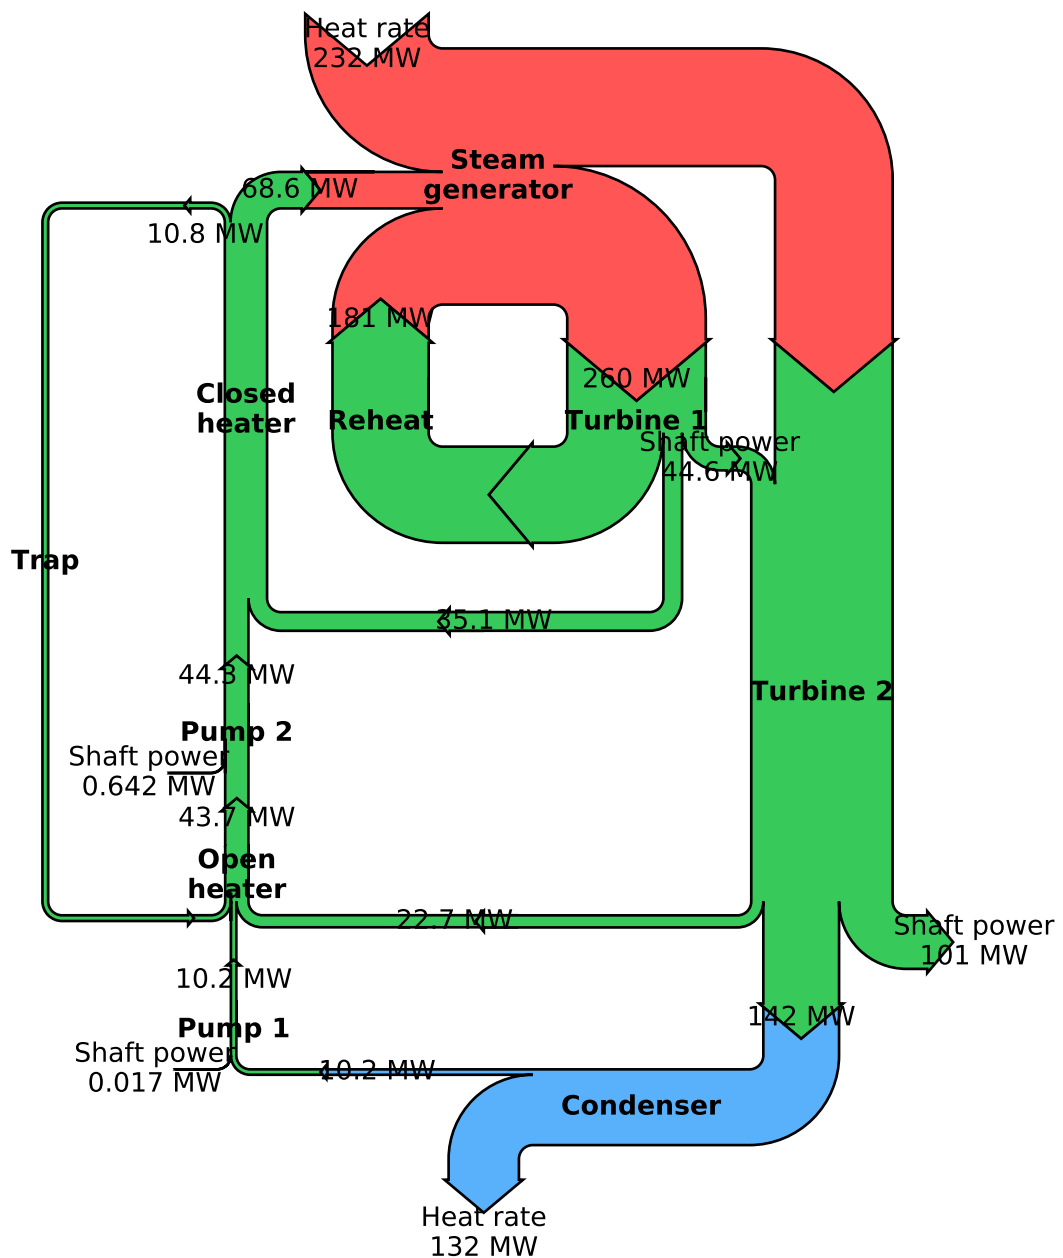 Heat rate
232 MW
Steam
generator
68.6 MW
10.8 MW
181 MW
260 MW
Closed
heater
Reheat
Turbine 1
Shaft power
44.6 MW
Trap
35.1 MW
44.3 MW
Turbine 2
Pump 2
Shaft power
0.642 MW
43.7 MW
Open
heater
22.7 MW
Shaft power
101 MW
10.2 MW
142 MW
Pump 1
Shaft power
0.017 MW
10.2 MW
Condenser
Heat rate
132 MW